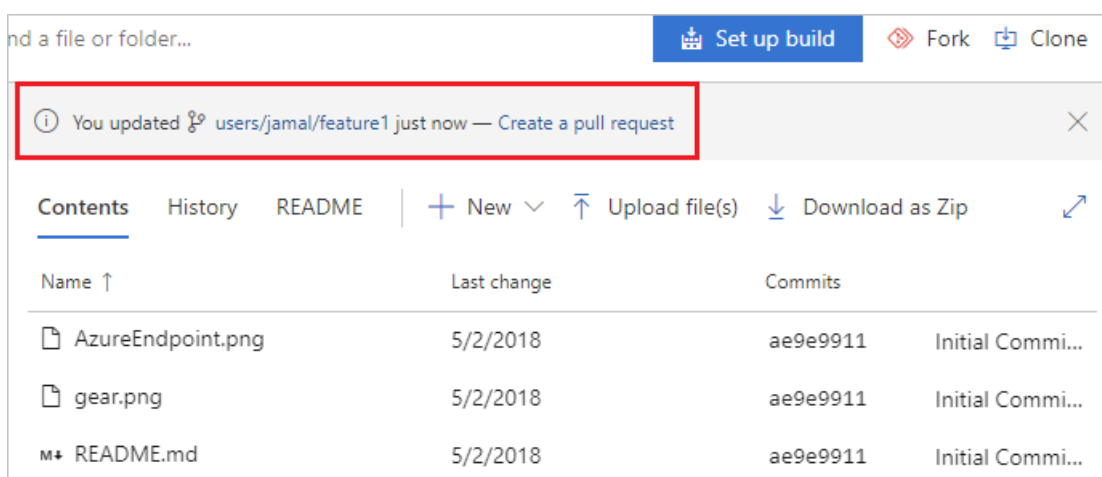 nd a file or folder...    Set up build    Fork    Clone
You updated users/jamal/feature1 just now — Create a pull request
Contents    History    README    New    Upload file(s)    Download as Zip
Name ↑    Last change    Commits
AzureEndpoint.png    5/2/2018    ae9e9911    Initial Commi...
gear.png    5/2/2018    ae9e9911    Initial Commi...
M↓ README.md    5/2/2018    ae9e9911    Initial Commi...